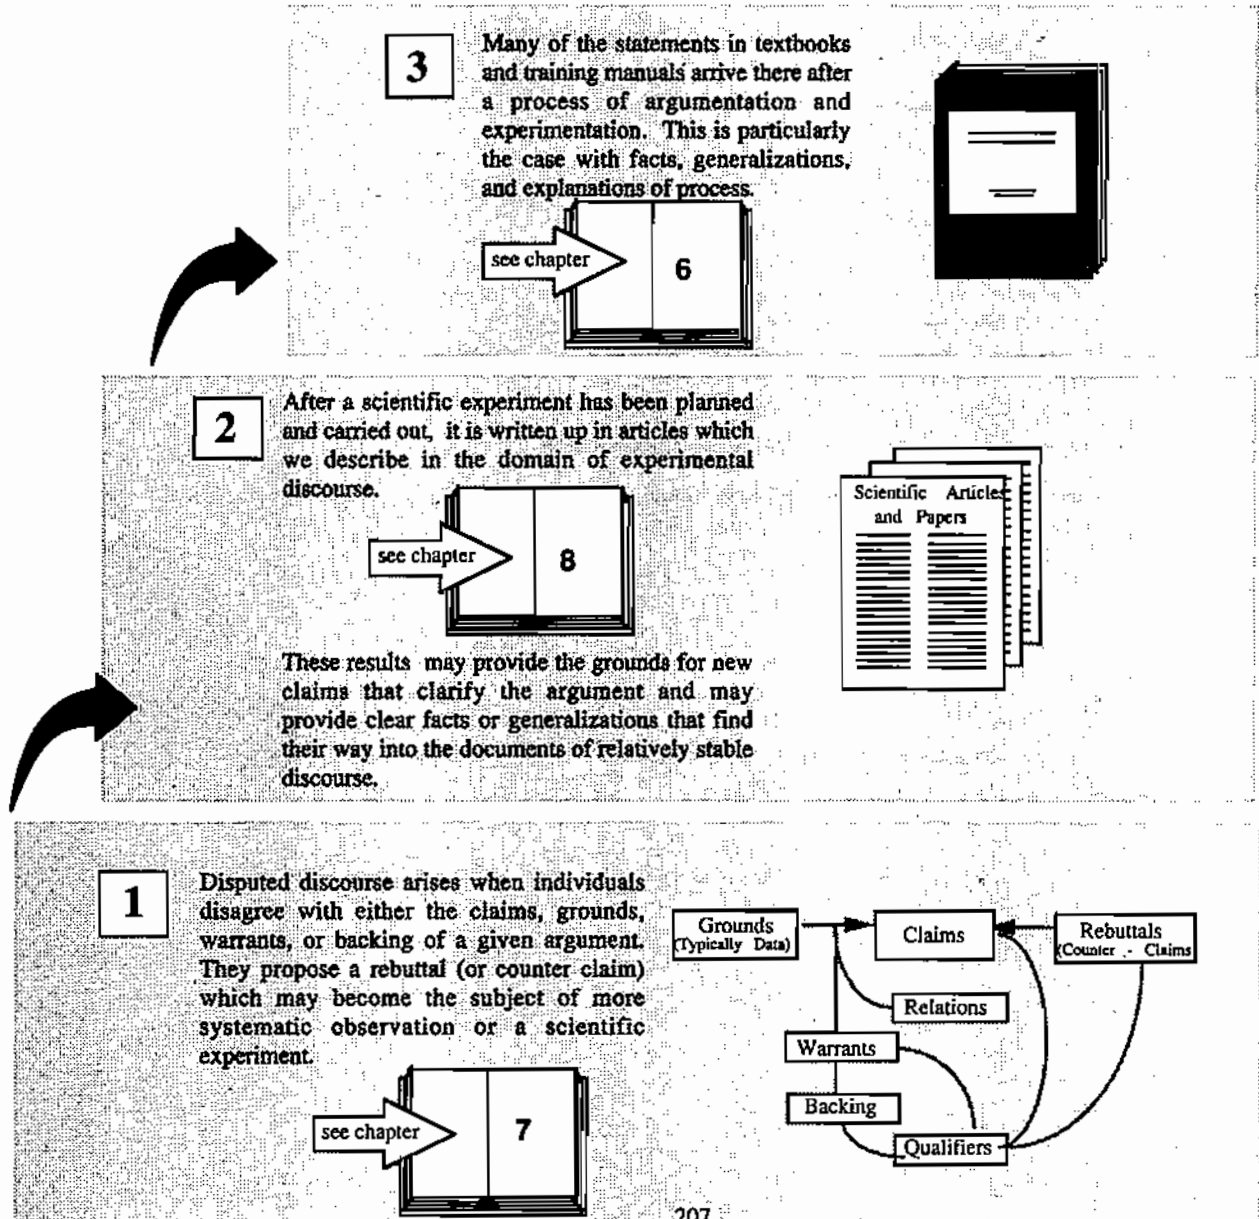 3
Many of the statements in textbooks
and training manuals arrive there after
a process of argumentation and
experimentation. This is particularly
the case with facts, generalizations,
and explanations of process.
see chapter
6
2
After a scientific experiment has been planned
and carried out, it is written up in articles which
we describe in the domain of experimental
discourse.
see chapter
8
Scientific Articles
and Papers
These results may provide the grounds for new
claims that clarify the argument and may
provide clear facts or generalizations that find
their way into the documents of relatively stable
discourse.
1
Disputed discourse arises when individuals
disagree with either the claims, grounds,
warrants, or backing of a given argument.
They propose a rebuttal (or counter claim)
which may become the subject of more
systematic observation or a scientific
experiment.
see chapter
7
Grounds
(Typically Data)
Claims
Rebuttals
(Counter - Claims
Relations
Warrants
Backing
Qualifiers
207